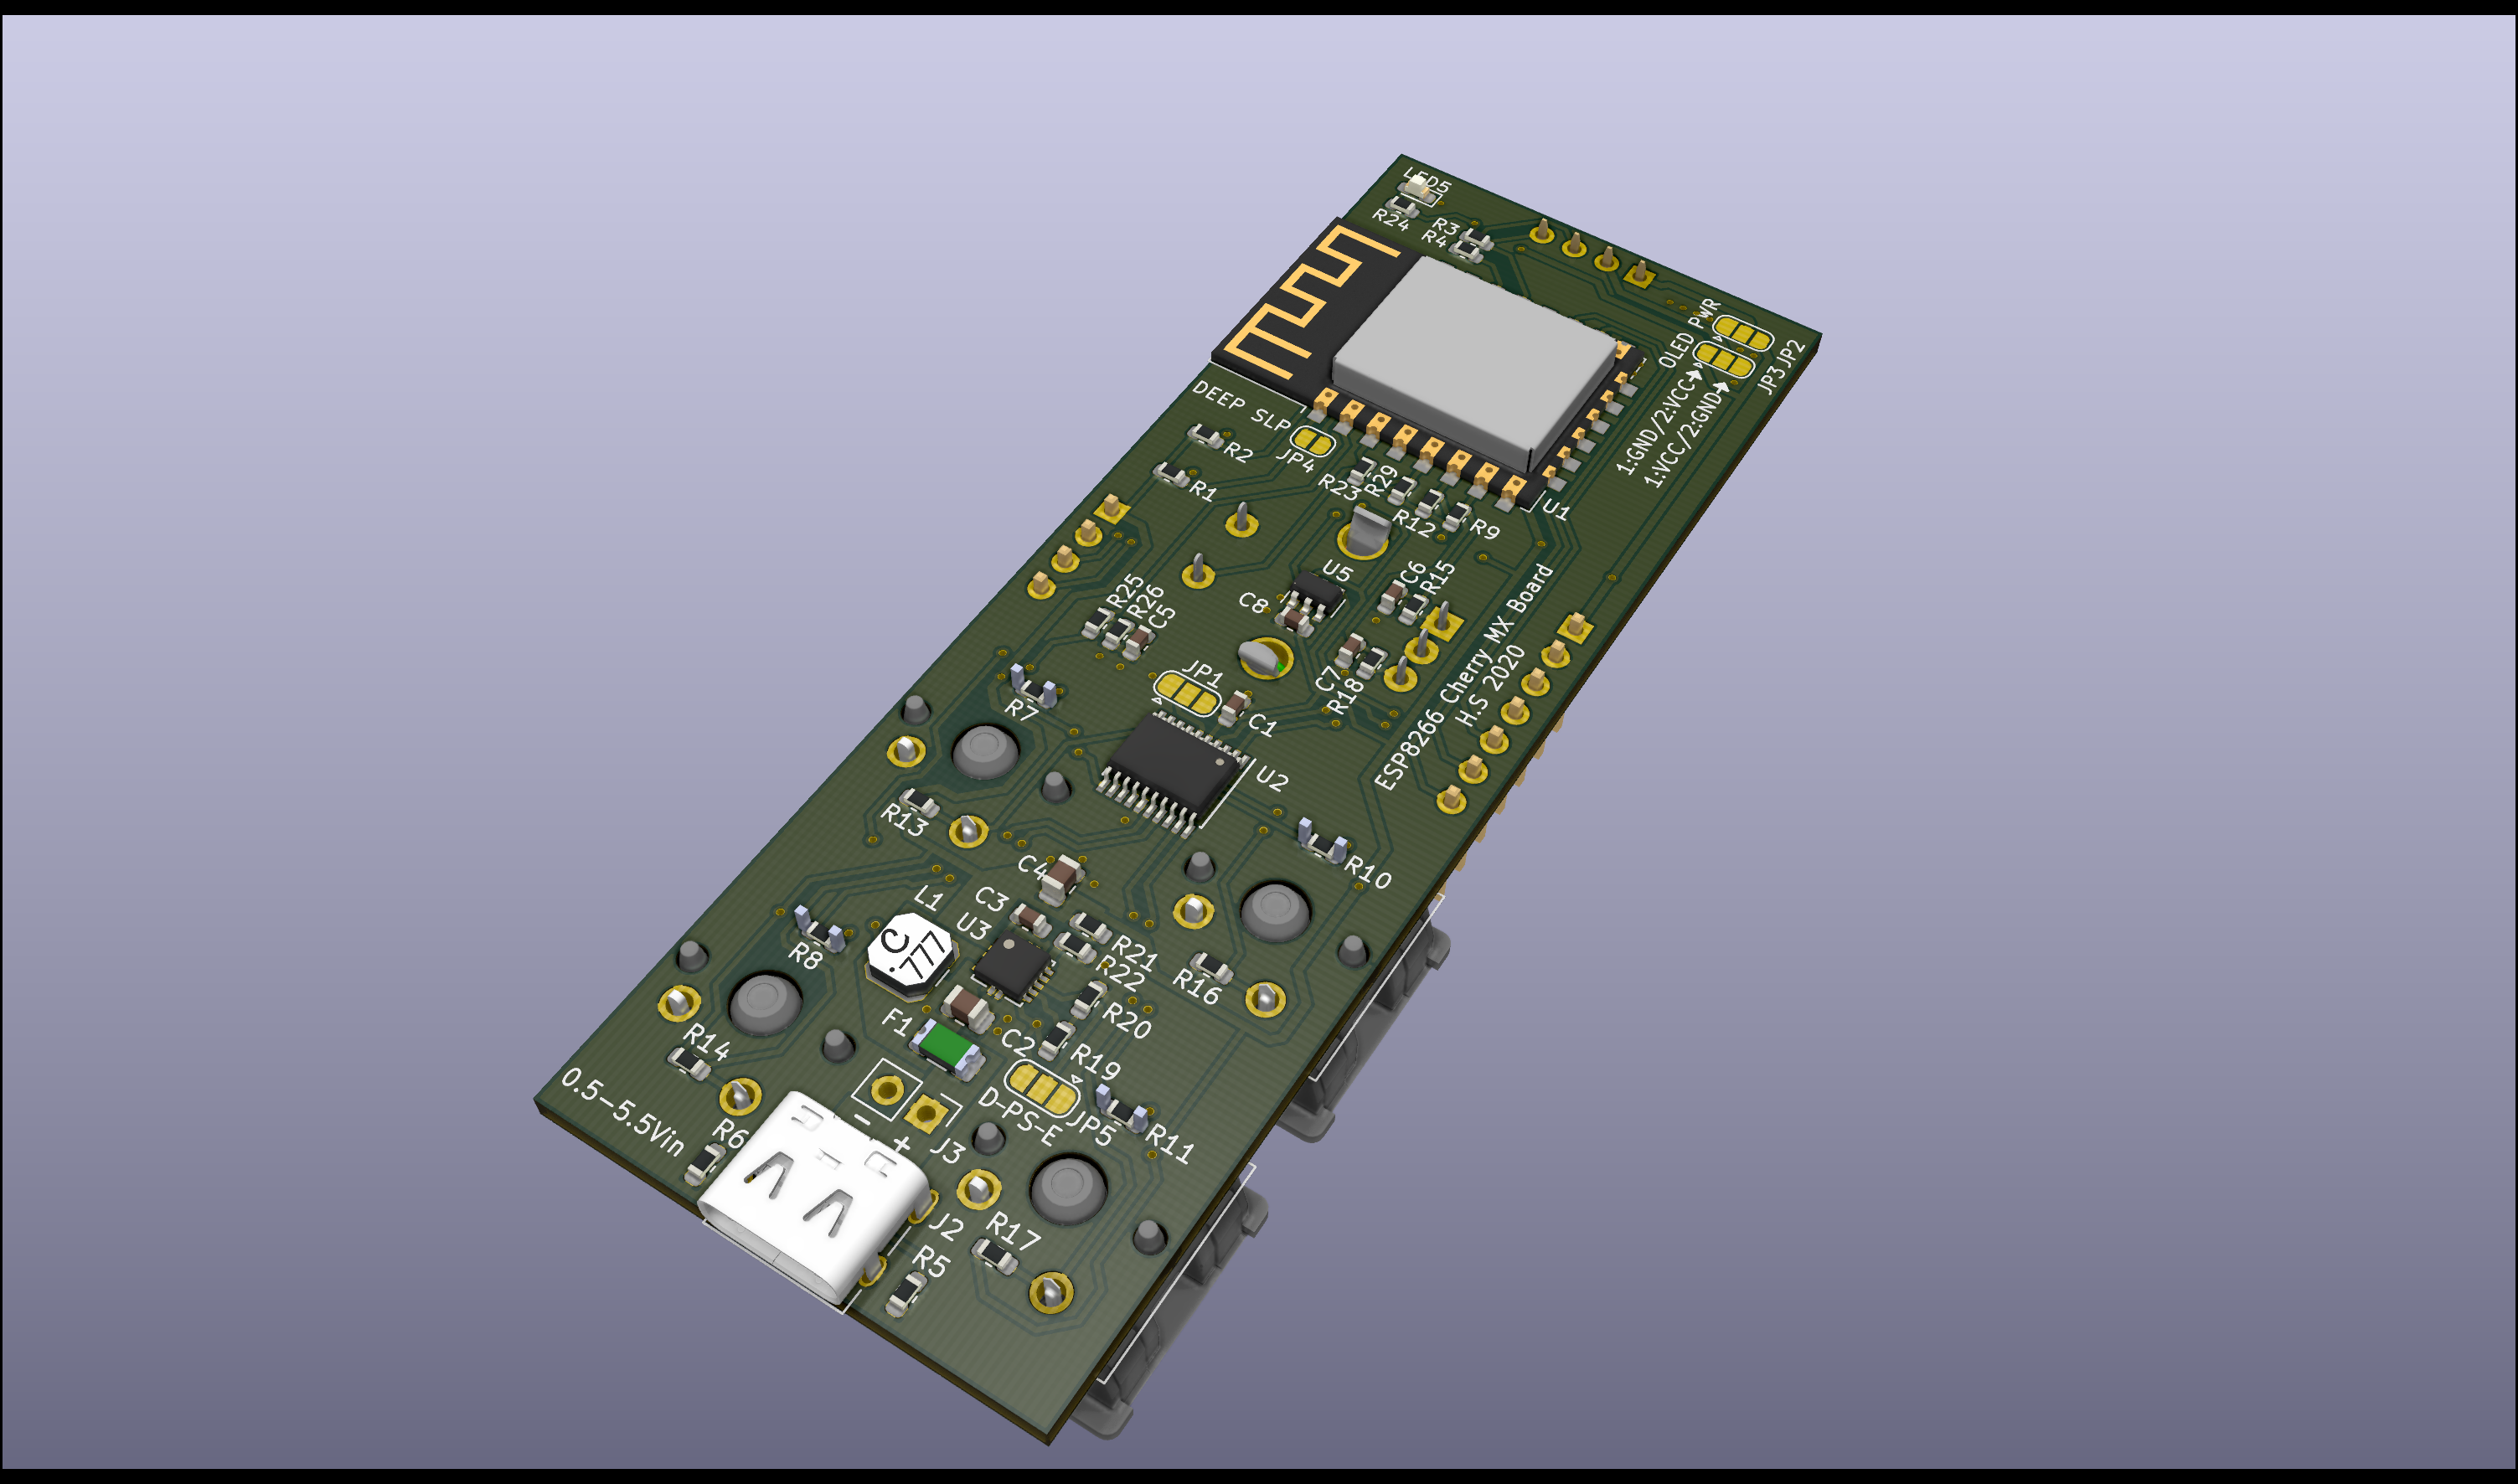 LED5
R24
R3
R4
PWR
OLED
JP2
JP3
1:GND/2:VCC
1:VCC/2:GND
DEEP SLP
JP4
R2
R1
R23
R29
R12
R9
U1
U5
C6
R15
C8
R25
R26
C5
C7
R18
JP1
C1
ESP8266 Cherry MX Board
H.S 2020
R7
U2
R13
R10
C4
L1
C3
U3
C
777
R8
R21
R22
R16
R20
F1
C2
R19
R14
D-PS-E
JP5
R11
0.5-5.5Vin
R6
- +
J3
J2
R17
R5